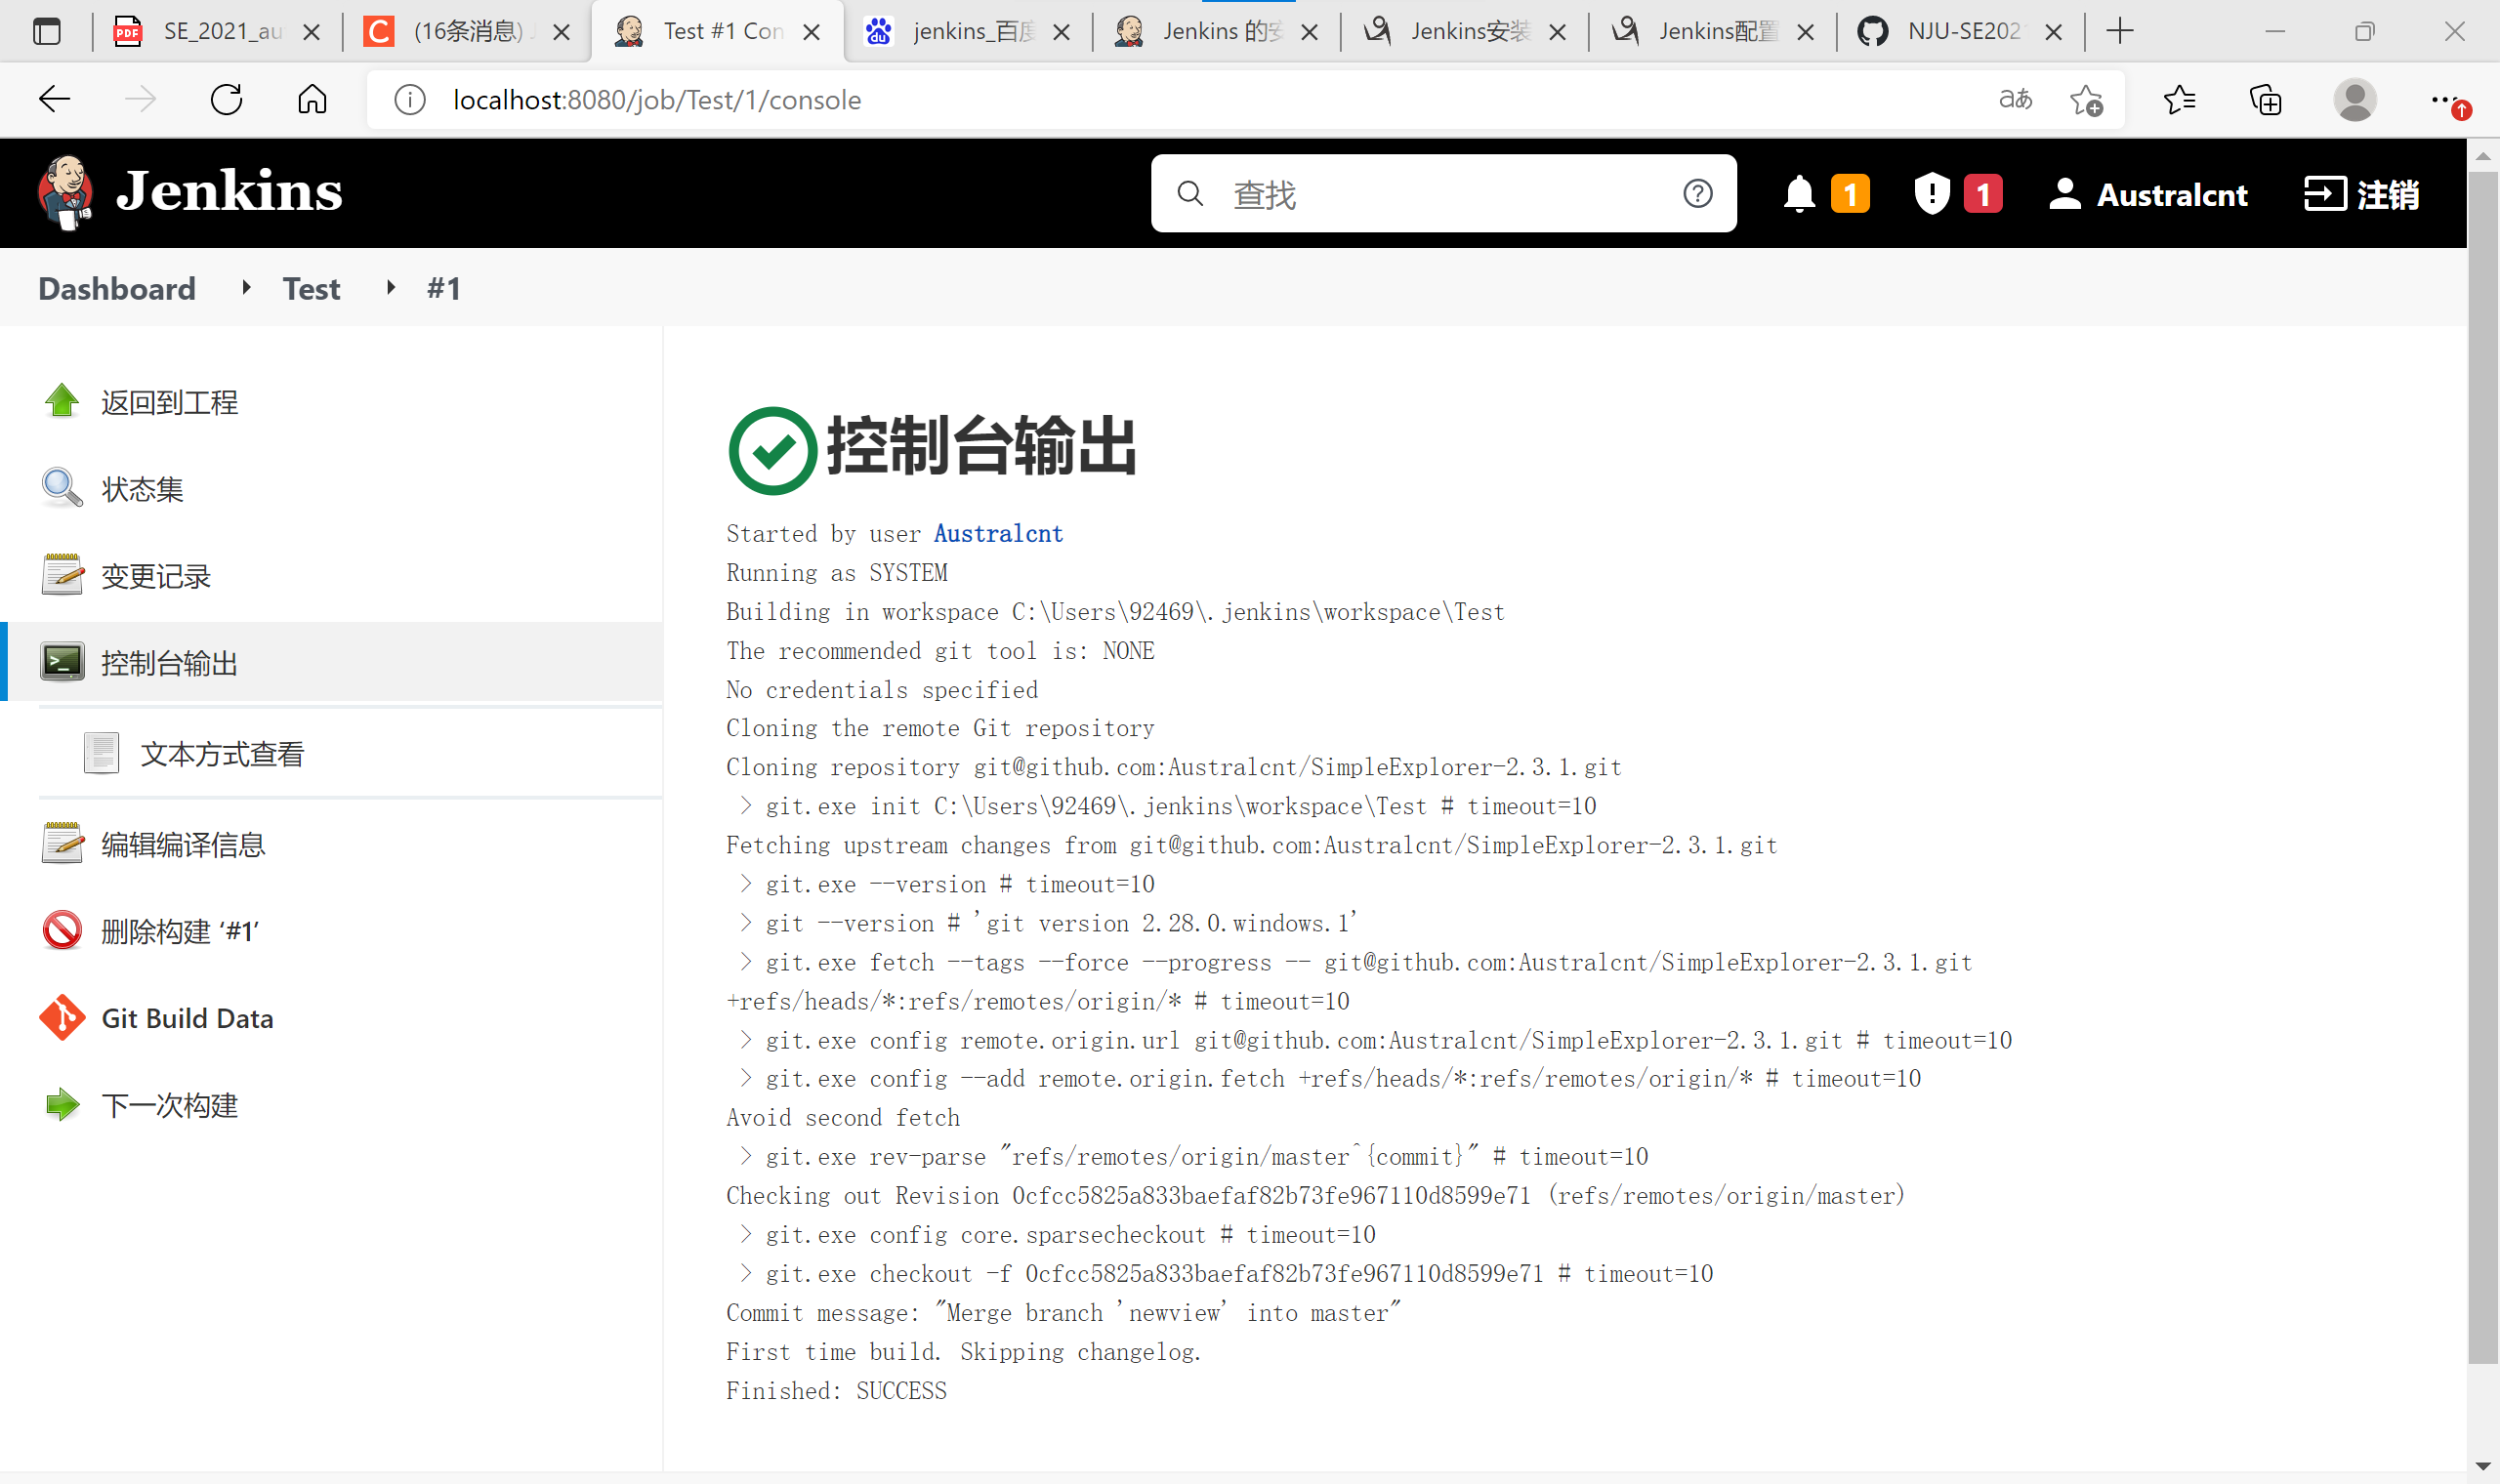 SE_2021_au
(16条消息) J
Test #1 Con
jenkins_百度
Jenkins 的安
Jenkins安装
Jenkins配置
NJU-SE202
localhost:8080/job/Test/1/console
aあ
Jenkins
查找
1
1
Australcnt
注销
Dashboard
Test
#1
返回到工程
状态集
变更记录
控制台输出
文本方式查看
编辑编译信息
删除构建 ‘#1’
Git Build Data
下一次构建
控制台输出
Started by user Australcnt
Running as SYSTEM
Building in workspace C:\Users\92469\.jenkins\workspace\Test
The recommended git tool is: NONE
No credentials specified
Cloning the remote Git repository
Cloning repository git@github.com:Australcnt/SimpleExplorer-2.3.1.git
> git.exe init C:\Users\92469\.jenkins\workspace\Test # timeout=10
Fetching upstream changes from git@github.com:Australcnt/SimpleExplorer-2.3.1.git
> git.exe --version # timeout=10
> git --version # 'git version 2.28.0.windows.1'
> git.exe fetch --tags --force --progress -- git@github.com:Australcnt/SimpleExplorer-2.3.1.git
+refs/heads/*:refs/remotes/origin/* # timeout=10
> git.exe config remote.origin.url git@github.com:Australcnt/SimpleExplorer-2.3.1.git # timeout=10
> git.exe config --add remote.origin.fetch +refs/heads/*:refs/remotes/origin/* # timeout=10
Avoid second fetch
> git.exe rev-parse "refs/remotes/origin/master^{commit}" # timeout=10
Checking out Revision 0cfcc5825a833baefaf82b73fe967110d8599e71 (refs/remotes/origin/master)
> git.exe config core.sparsecheckout # timeout=10
> git.exe checkout -f 0cfcc5825a833baefaf82b73fe967110d8599e71 # timeout=10
Commit message: "Merge branch 'newview' into master"
First time build. Skipping changelog.
Finished: SUCCESS